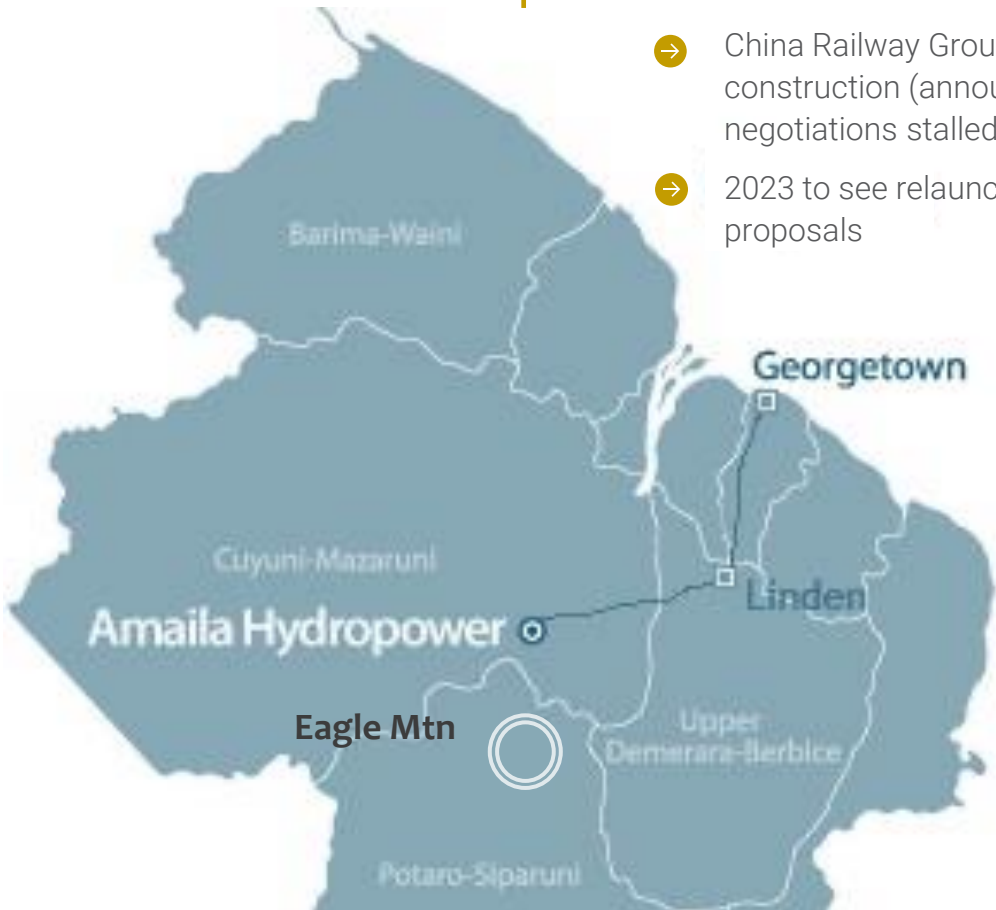 China Railway Grou
construction (annou
negotiations stalled
2023 to see relaunc
proposals
Barima-Waini
Georgetown
Cuyuni-Mazaruni
Linden
Amaila Hydropower
Eagle Mtn
Upper
Demerara-Berbice
Potaro-Siparuni